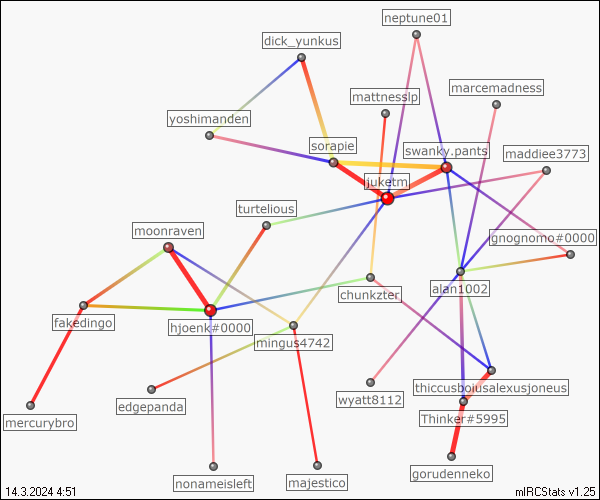 neptune01
dick_yunkus
marcemadness
mattnesslp
yoshimanden
sorapie
swanky.pants
maddiee3773
juketm
turtelious
moonraven
gnognomo#0000
alan1002
chunkzter
fakedingo
hjoenk#0000
mingus4742
thiccusboiusalexusjoneus
wyatt8112
edgepanda
Thinker#5995
mercurybro
gorudenneko
nonameisleft
majestico
14.3.2024 4:51
mIRCStats v1.25